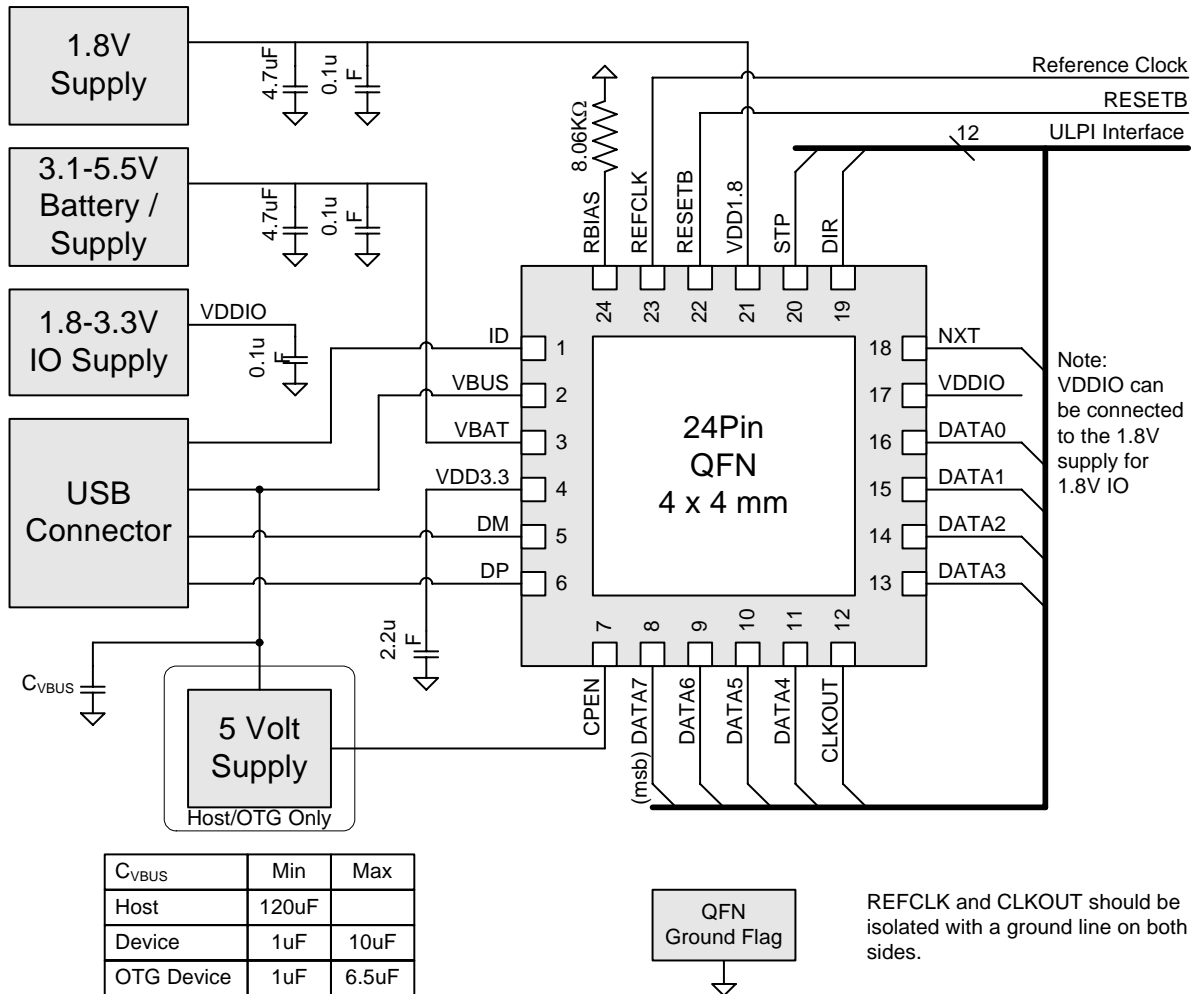 1.8V
Supply
4.7uF
0.1u
F
3.1-5.5V
Battery /
Supply
4.7uF
0.1u
F
1.8-3.3V
IO Supply
VDDIO
0.1u
F
USB
Connector
C_VBUS
5 Volt
Supply
Host/OTG Only
2.2u
F
8.06KΩ
Reference Clock
RESETB
12
ULPI Interface
RBIAS
REFCLK
RESETB
VDD1.8
STP
DIR
24
23
22
21
20
19
ID
1
VBUS
2
VBAT
3
VDD3.3
4
DM
5
DP
6
24Pin
QFN
4 x 4 mm
18
NXT
17
VDDIO
16
DATA0
15
DATA1
14
DATA2
13
DATA3
Note:
VDDIO can
be connected
to the 1.8V
supply for
1.8V IO
7
8
9
10
11
12
CPEN
(msb) DATA7
DATA6
DATA5
DATA4
CLKOUT
C_VBUS Min Max
Host 120uF
Device 1uF 10uF
OTG Device 1uF 6.5uF
QFN
Ground Flag
REFCLK and CLKOUT should be
isolated with a ground line on both
sides.